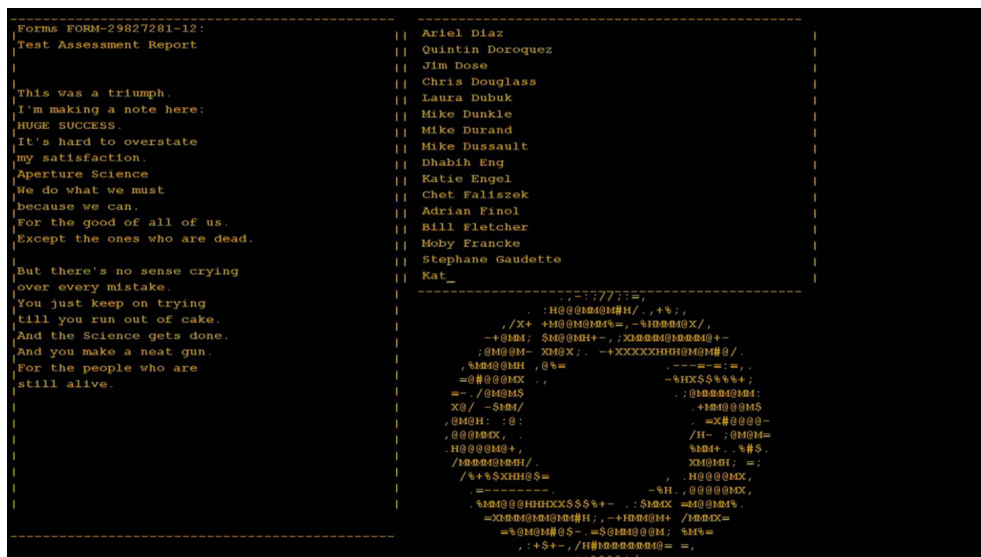 Forms FORM-29827281-12:
Test Assessment Report
This was a triumph.
I'm making a note here:
HUGE SUCCESS.
It's hard to overstate
my satisfaction.
Aperture Science
We do what we must
because we can.
For the good of all of us.
Except the ones who are dead.
But there's no sense crying
over every mistake.
You just keep on trying
till you run out of cake.
And the Science gets done.
And you make a neat gun.
For the people who are
still alive.
Ariel Diaz
Quintin Doroquez
Jim Dose
Chris Douglass
Laura Dubuk
Mike Dunkle
Mike Durand
Mike Dussault
Dhabih Eng
Katie Engel
Chet Faliszek
Adrian Finol
Bill Fletcher
Moby Francke
Stephane Gaudette
Kat_